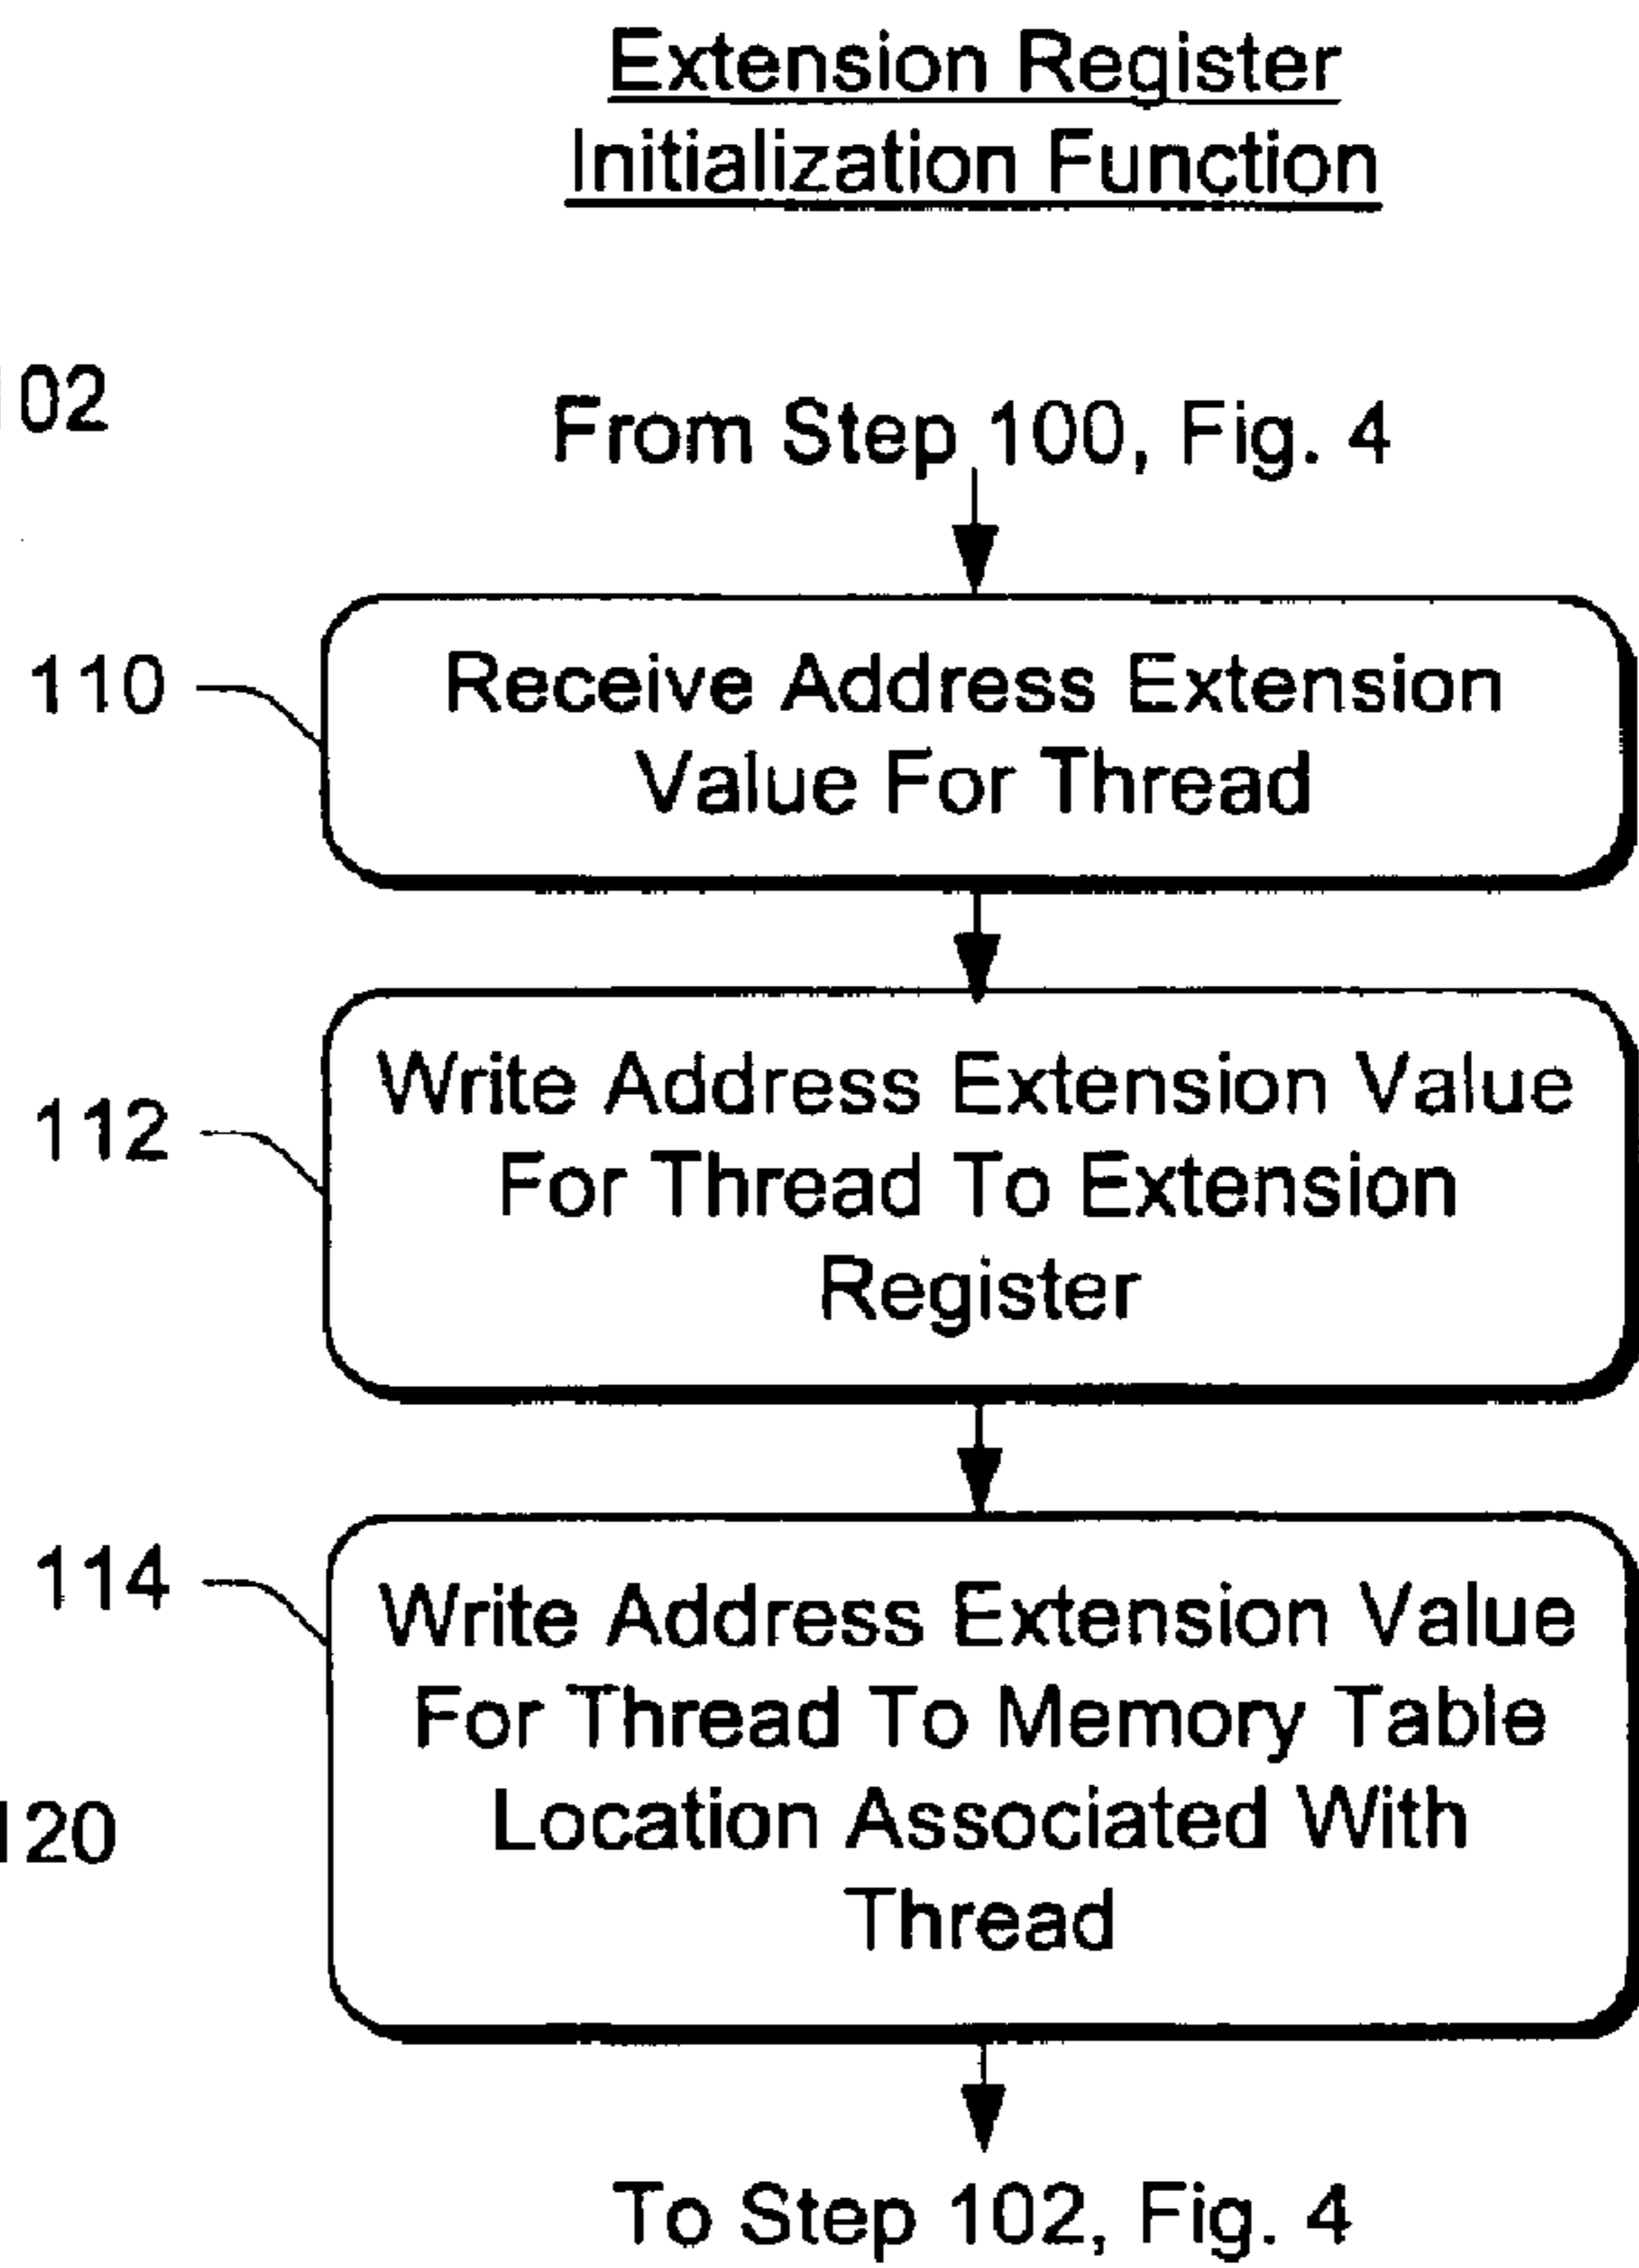 Extension Register
Initialization Function
102
From Step 100, Fig. 4
110
Receive Address Extension
Value For Thread
112
Write Address Extension Value
For Thread To Extension
Register
114
Write Address Extension Value
For Thread To Memory Table
Location Associated With
Thread
120
To Step 102, Fig. 4